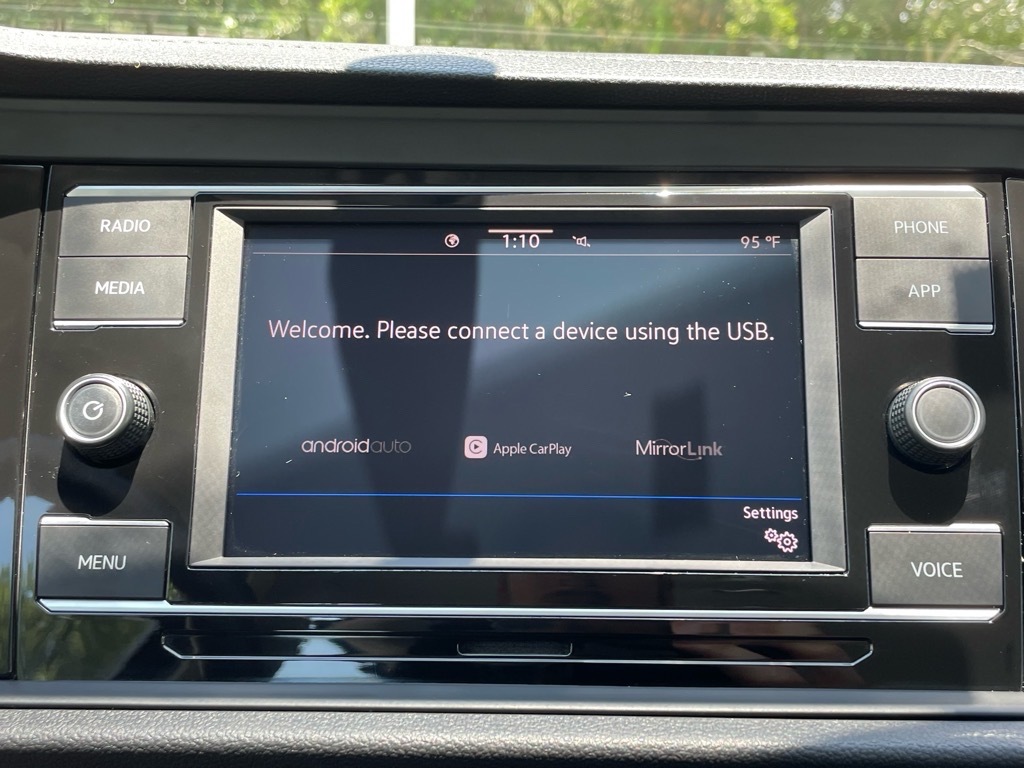 RADIO
MEDIA
MENU
1:10
95 °F
Welcome. Please connect a device using the USB.
androidauto
Apple CarPlay
MirrorLink
Settings
PHONE
APP
VOICE